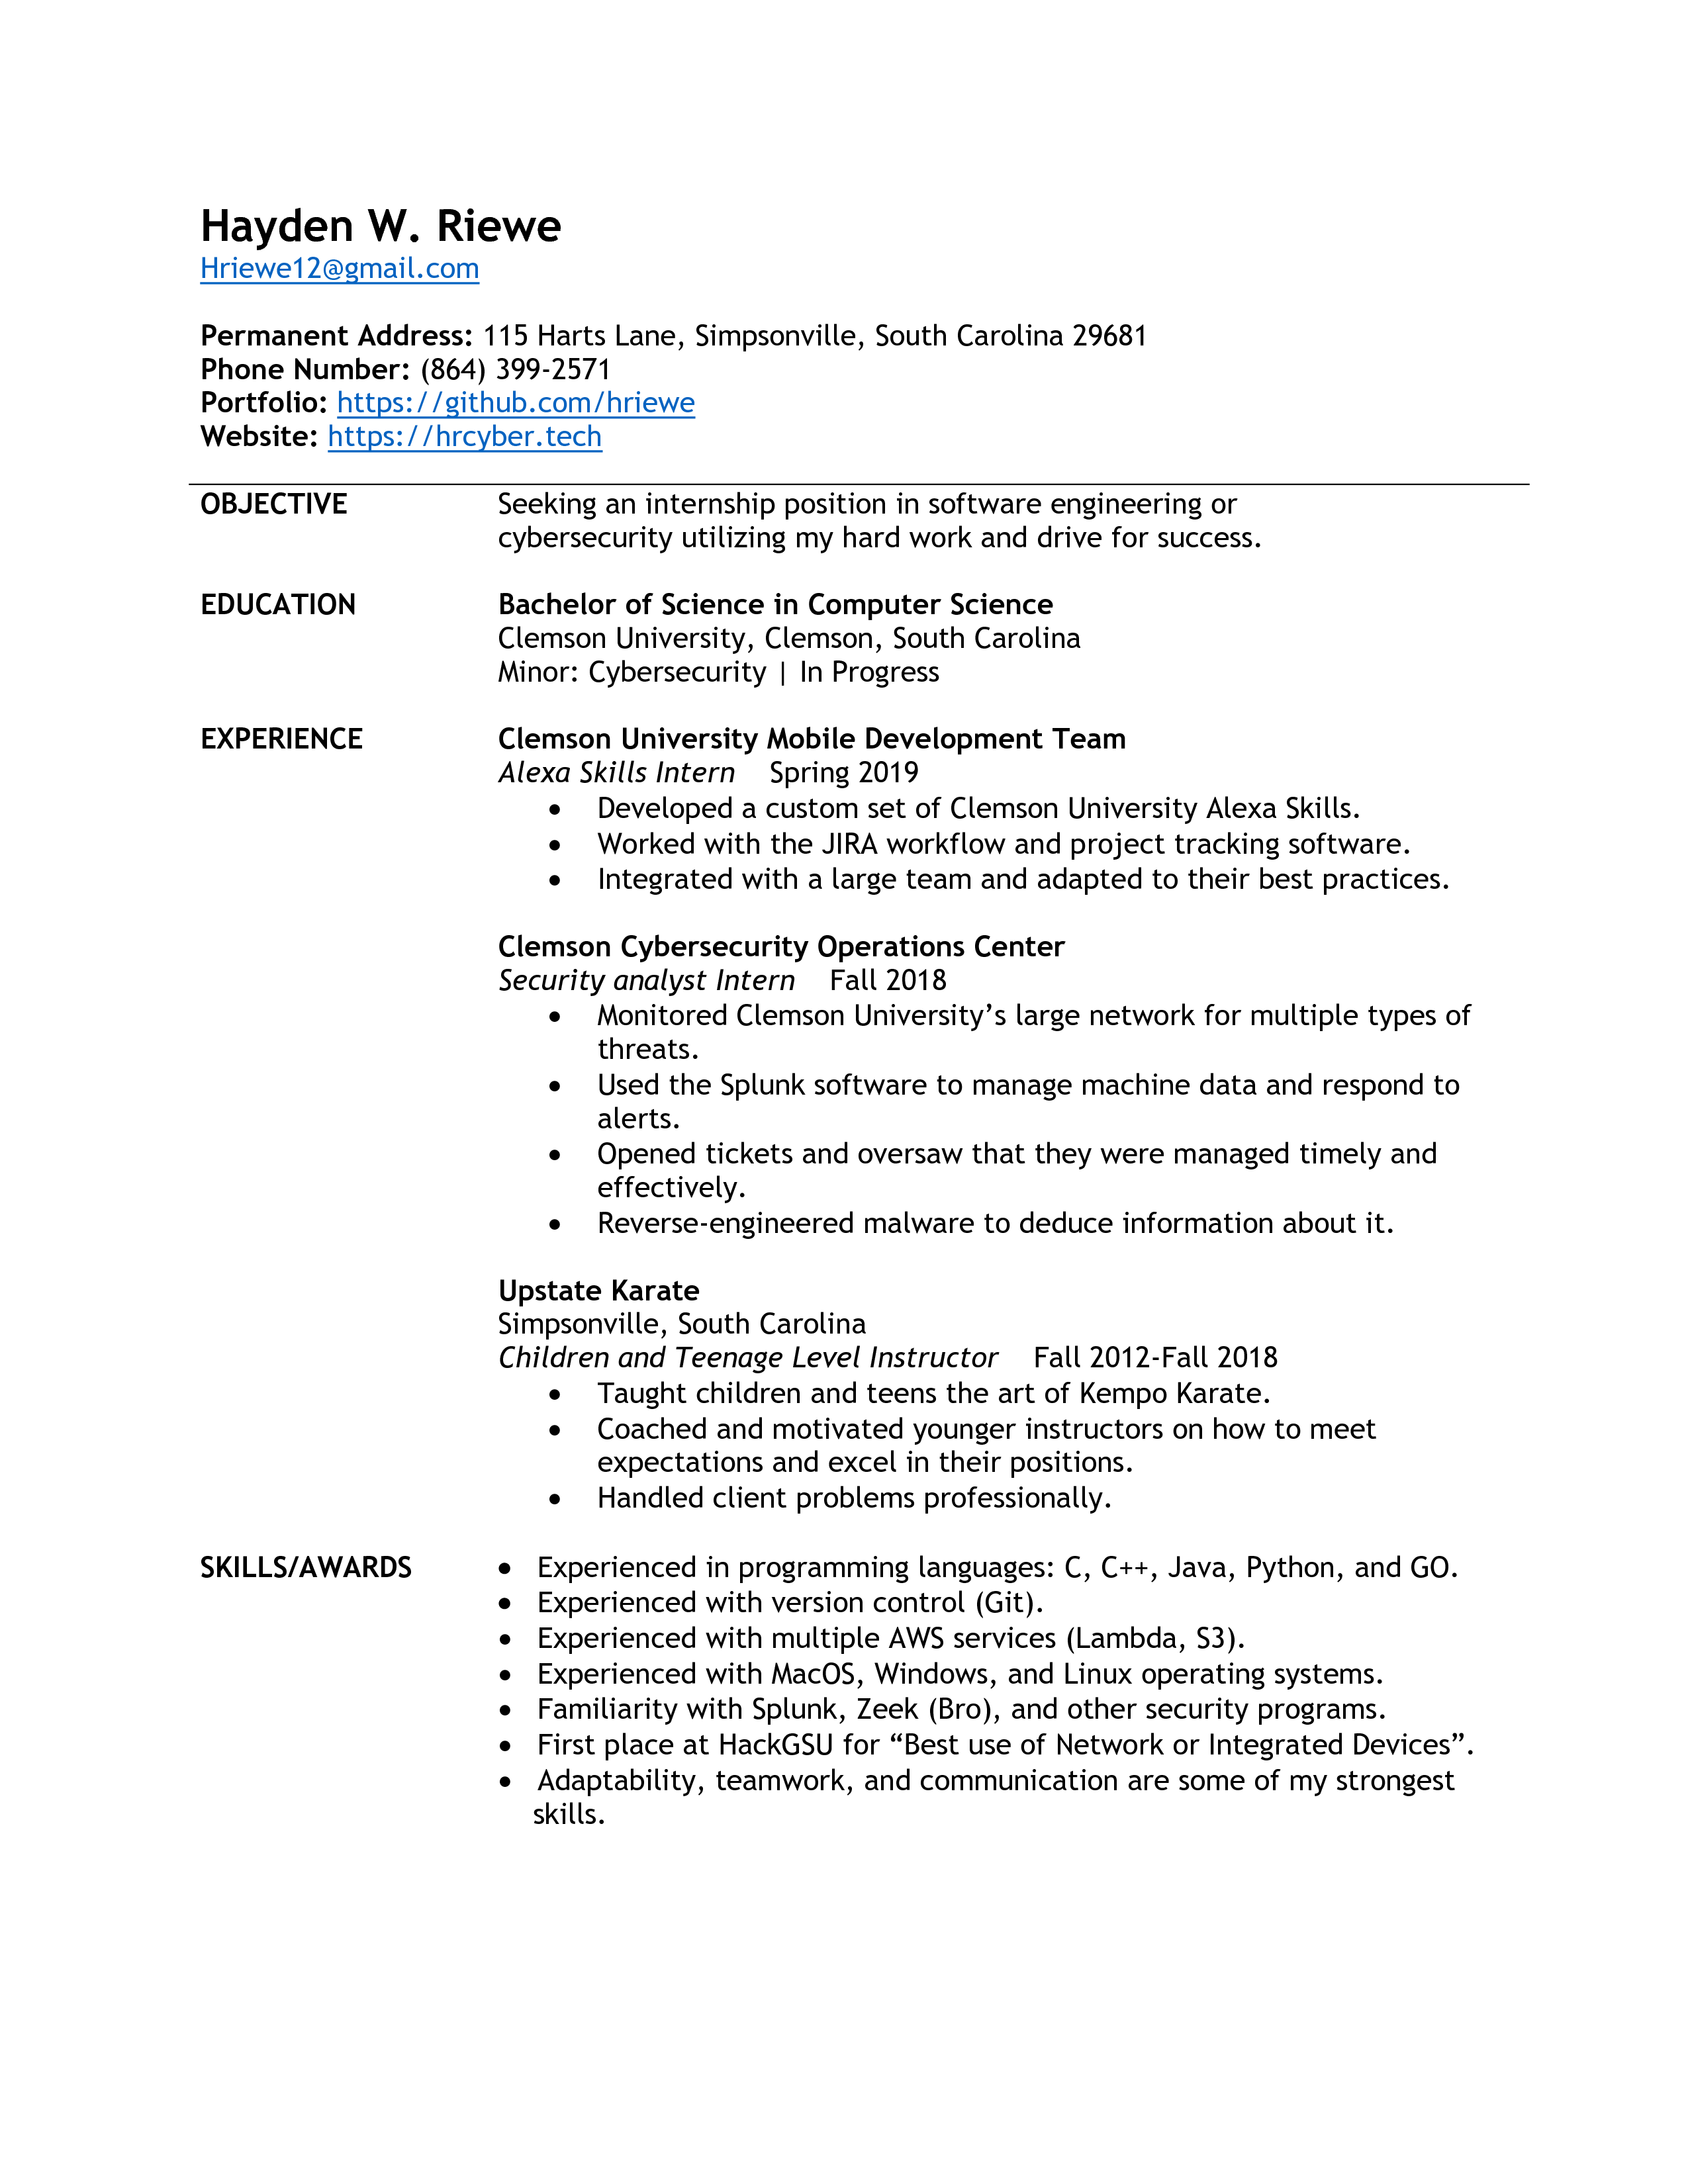 Hayden W. Riewe
Hriewe12@gmail.com
Permanent Address: 115 Harts Lane, Simpsonville, South Carolina 29681
Phone Number: (864) 399-2571
Portfolio: https://github.com/hriewe
Website: https://hrcyber.tech
OBJECTIVE Seeking an internship position in software engineering or
cybersecurity utilizing my hard work and drive for success.
EDUCATION Bachelor of Science in Computer Science
Clemson University, Clemson, South Carolina
Minor: Cybersecurity | In Progress
EXPERIENCE Clemson University Mobile Development Team
Alexa Skills Intern Spring 2019
• Developed a custom set of Clemson University Alexa Skills.
• Worked with the JIRA workflow and project tracking software.
• Integrated with a large team and adapted to their best practices.
Clemson Cybersecurity Operations Center
Security analyst Intern Fall 2018
• Monitored Clemson University’s large network for multiple types of
threats.
• Used the Splunk software to manage machine data and respond to
alerts.
• Opened tickets and oversaw that they were managed timely and
effectively.
• Reverse-engineered malware to deduce information about it.
Upstate Karate
Simpsonville, South Carolina
Children and Teenage Level Instructor Fall 2012-Fall 2018
• Taught children and teens the art of Kempo Karate.
• Coached and motivated younger instructors on how to meet
expectations and excel in their positions.
• Handled client problems professionally.
SKILLS/AWARDS • Experienced in programming languages: C, C++, Java, Python, and GO.
• Experienced with version control (Git).
• Experienced with multiple AWS services (Lambda, S3).
• Experienced with MacOS, Windows, and Linux operating systems.
• Familiarity with Splunk, Zeek (Bro), and other security programs.
• First place at HackGSU for “Best use of Network or Integrated Devices”.
• Adaptability, teamwork, and communication are some of my strongest
skills.